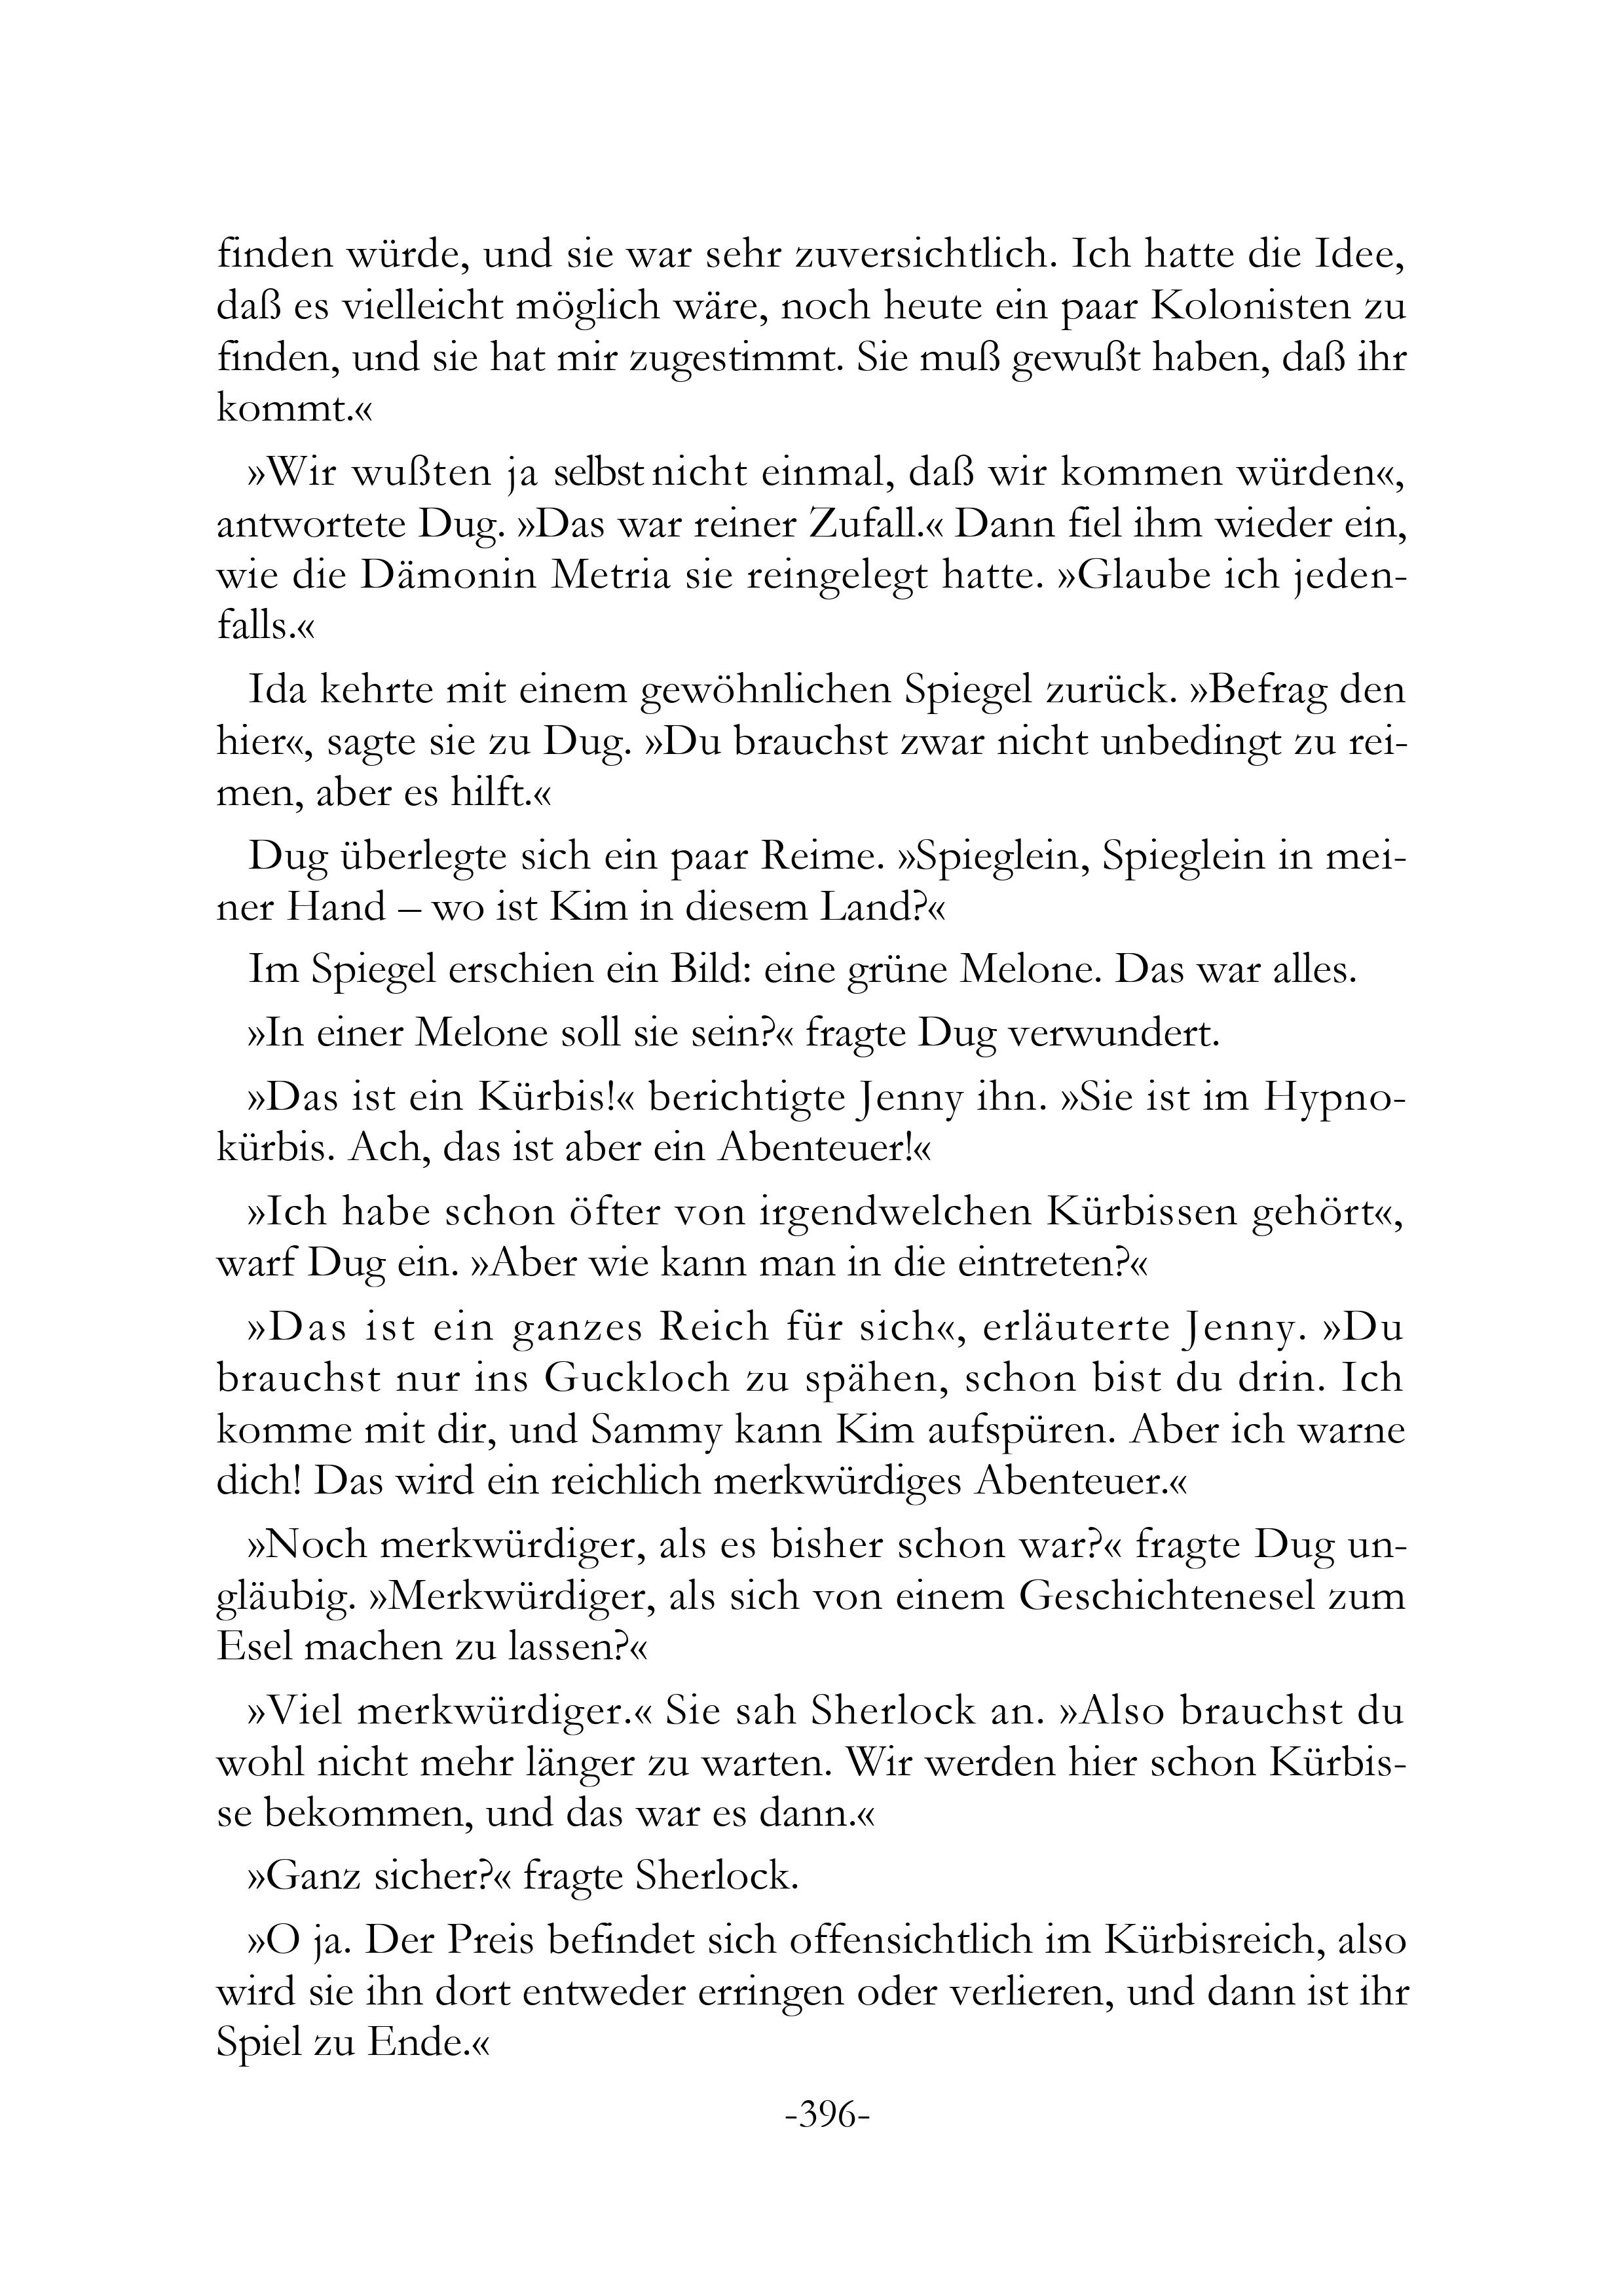 finden würde, und sie war sehr zuversichtlich. Ich hatte die Idee,
daß es vielleicht möglich wäre, noch heute ein paar Kolonisten zu
finden, und sie hat mir zugestimmt. Sie muß gewußt haben, daß ihr
kommt.«
»Wir wußten ja selbst nicht einmal, daß wir kommen würden«,
antwortete Dug. »Das war reiner Zufall.« Dann fiel ihm wieder ein,
wie die Dämonin Metria sie reingelegt hatte. »Glaube ich jeden-
falls.«
Ida kehrte mit einem gewöhnlichen Spiegel zurück. »Befrag den
hier«, sagte sie zu Dug. »Du brauchst zwar nicht unbedingt zu rei-
men, aber es hilft.«
Dug überlegte sich ein paar Reime. »Spieglein, Spieglein in mei-
ner Hand – wo ist Kim in diesem Land?«
Im Spiegel erschien ein Bild: eine grüne Melone. Das war alles.
»In einer Melone soll sie sein?« fragte Dug verwundert.
»Das ist ein Kürbis!« berichtigte Jenny ihn. »Sie ist im Hypno-
kürbis. Ach, das ist aber ein Abenteuer!«
»Ich habe schon öfter von irgendwelchen Kürbissen gehört«,
warf Dug ein. »Aber wie kann man in die eintreten?«
»Das ist ein ganzes Reich für sich«, erläuterte Jenny. »Du
brauchst nur ins Guckloch zu spähen, schon bist du drin. Ich
komme mit dir, und Sammy kann Kim aufspüren. Aber ich warne
dich! Das wird ein reichlich merkwürdiges Abenteuer.«
»Noch merkwürdiger, als es bisher schon war?« fragte Dug un-
gläubig. »Merkwürdiger, als sich von einem Geschichtenesel zum
Esel machen zu lassen?«
»Viel merkwürdiger.« Sie sah Sherlock an. »Also brauchst du
wohl nicht mehr länger zu warten. Wir werden hier schon Kürbis-
se bekommen, und das war es dann.«
»Ganz sicher?« fragte Sherlock.
»O ja. Der Preis befindet sich offensichtlich im Kürbisreich, also
wird sie ihn dort entweder erringen oder verlieren, und dann ist ihr
Spiel zu Ende.«
-396-